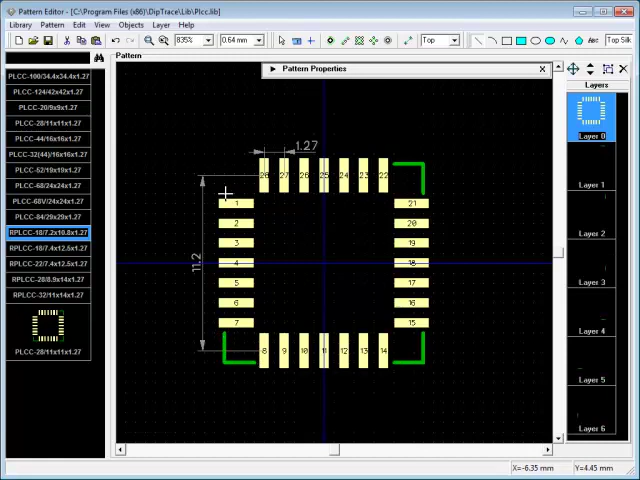 Pattern Editor - [C:\Program Files (x86)\DipTrace\Lib\Plcc.lib]
Library Pattern Edit View Objects Layer Help
835% 0.64 mm Top ABC Top Silk
Pattern
Pattern Properties
PLCC-100/34.4x34.4x1.27
PLCC-124/42x42x1.27
PLCC-20/9x9x1.27
PLCC-28/11x11x1.27
PLCC-44/16x16x1.27
PLCC-32(44)/16x16x1.27
PLCC-52/19x19x1.27
PLCC-68/24x24x1.27
PLCC-68V/24x24x1.27
PLCC-84/29x29x1.27
RPLCC-18/7.2x10.8x1.27
RPLCC-18/7.4x12.5x1.27
RPLCC-22/7.4x12.5x1.27
RPLCC-28/8.9x14x1.27
RPLCC-32/11x14x1.27
PLCC-28/11x11x1.27
1.27
28 27 26 25 24 23 22
1 21
2 20
3 19
4 18
5 17
6 16
7 15
11.2
8 9 10 11 12 13 14
Layers
Layer 0
Layer 1
Layer 2
Layer 3
Layer 4
Layer 5
Layer 6
X=-6.35 mm Y=4.45 mm